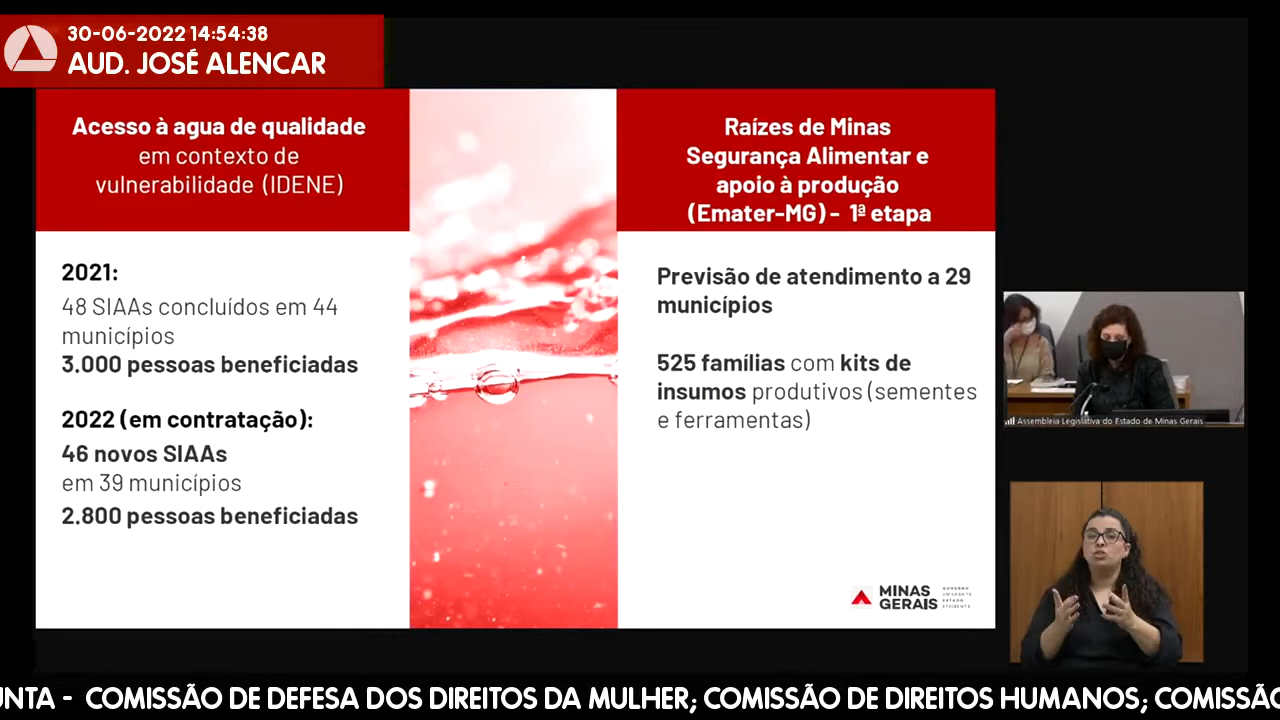 30-06-2022 14:54:38
AUD. JOSÉ ALENCAR
Acesso à agua de qualidade
em contexto de
vulnerabilidade (IDENE)
2021:
48 SIAAs concluídos em 44
municípios
3.000 pessoas beneficiadas
2022 (em contratação):
46 novos SIAAs
em 39 municípios
2.800 pessoas beneficiadas
Raízes de Minas
Segurança Alimentar e
apoio à produção
(Emater-MG) - 1ª etapa
Previsão de atendimento a 29
municípios
525 famílias com kits de
insumos produtivos (sementes
e ferramentas)
MINAS
GERAIS
Assembleia Legislativa do Estado de Minas Gerais
UNTA - COMISSÃO DE DEFESA DOS DIREITOS DA MULHER; COMISSÃO DE DIREITOS HUMANOS; COMISSÃO